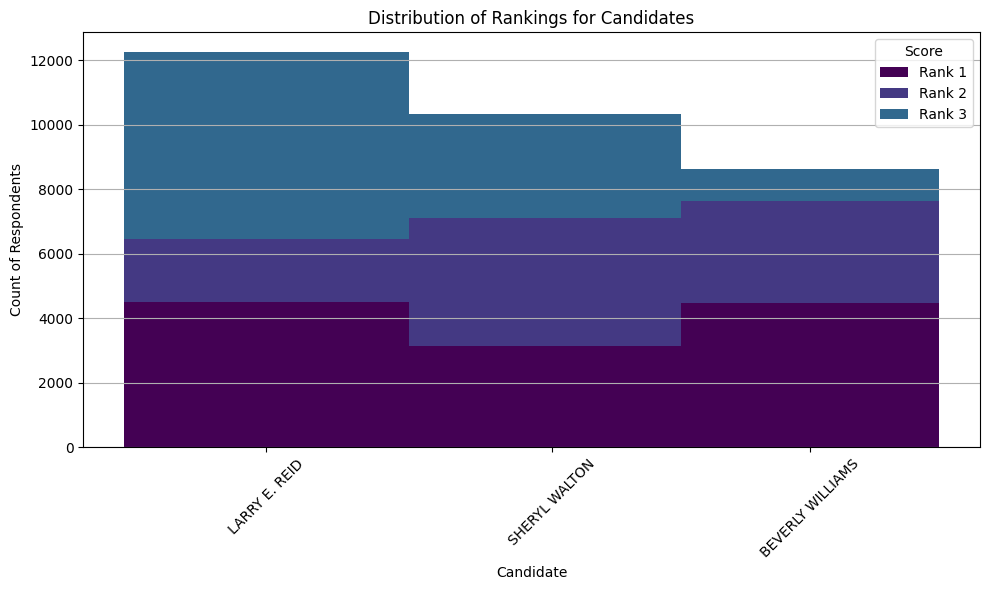 Distribution of Rankings for Candidates
Score
Rank 1
Rank 2
Rank 3
Count of Respondents
12000
10000
8000
6000
4000
2000
0
LARRY E. REID
SHERYL WALTON
BEVERLY WILLIAMS
Candidate